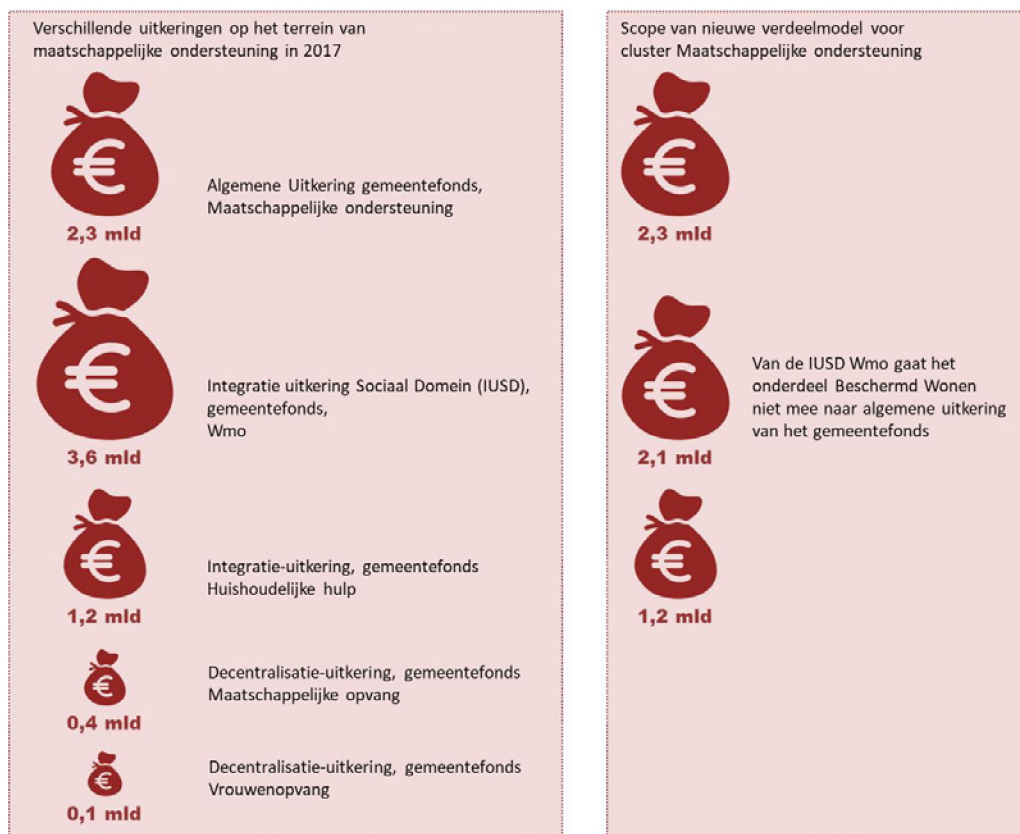 Verschillende uitkeringen op het terrein van
maatschappelijke ondersteuning in 2017
€
2,3 mld
Algemene Uitkering gemeentefonds,
Maatschappelijke ondersteuning
€
3,6 mld
Integratie uitkering Sociaal Domein (IUSD),
gemeentefonds,
Wmo
€
1,2 mld
Integratie-uitkering, gemeentefonds
Huishoudelijke hulp
€
0,4 mld
Decentralisatie-uitkering, gemeentefonds
Maatschappelijke opvang
€
0,1 mld
Decentralisatie-uitkering, gemeentefonds
Vrouwenopvang
Scope van nieuwe verdeelmodel voor
cluster Maatschappelijke ondersteuning
€
2,3 mld
€
2,1 mld
Van de IUSD Wmo gaat het
onderdeel Beschermd Wonen
niet mee naar algemene uitkering
van het gemeentefonds
€
1,2 mld